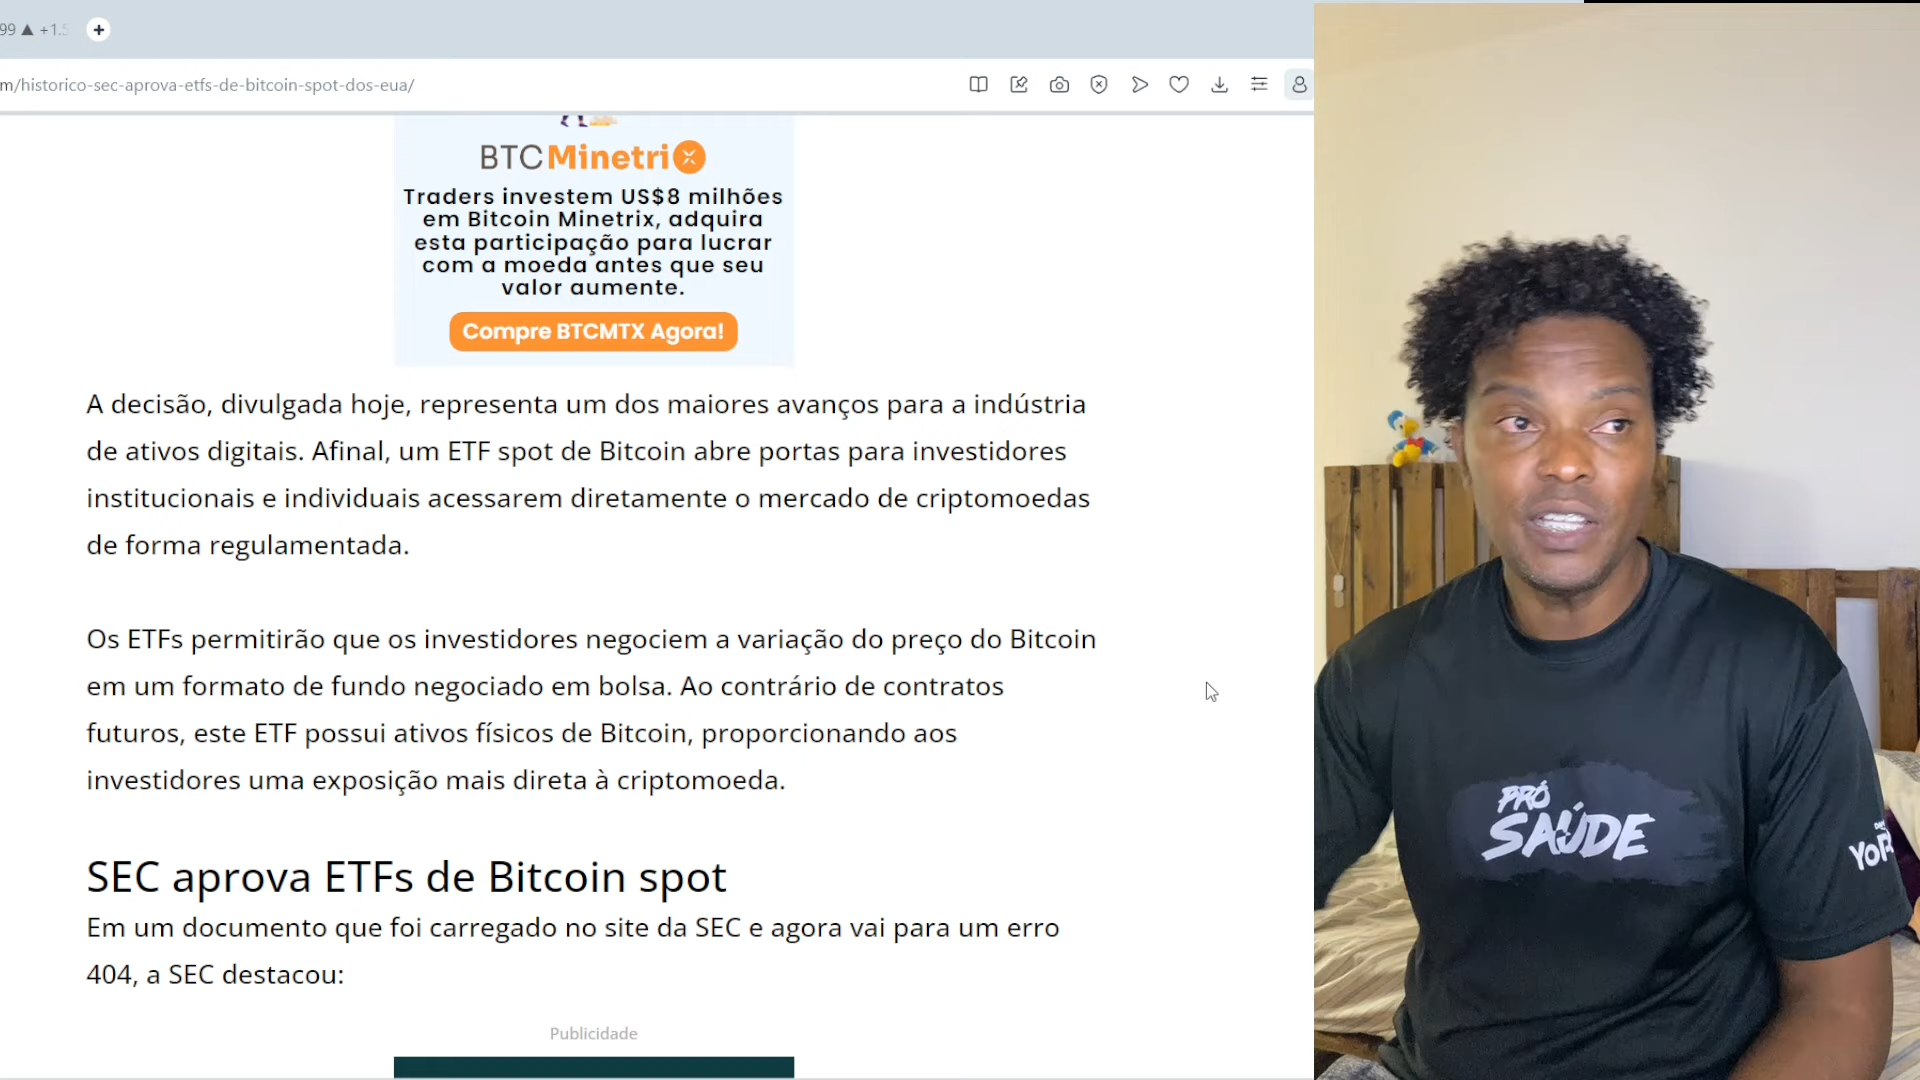 99 ▲ +1.5
m/historico-sec-aprova-etfs-de-bitcoin-spot-dos-eua/
BTCMinetrix
Traders investem US$8 milhões
em Bitcoin Minetrix, adquira
esta participação para lucrar
com a moeda antes que seu
valor aumente.
Compre BTCMTX Agora!
A decisão, divulgada hoje, representa um dos maiores avanços para a indústria
de ativos digitais. Afinal, um ETF spot de Bitcoin abre portas para investidores
institucionais e individuais acessarem diretamente o mercado de criptomoedas
de forma regulamentada.
Os ETFs permitirão que os investidores negociem a variação do preço do Bitcoin
em um formato de fundo negociado em bolsa. Ao contrário de contratos
futuros, este ETF possui ativos físicos de Bitcoin, proporcionando aos
investidores uma exposição mais direta à criptomoeda.
SEC aprova ETFs de Bitcoin spot
Em um documento que foi carregado no site da SEC e agora vai para um erro
404, a SEC destacou:
Publicidade
PRÓ
SAÚDE